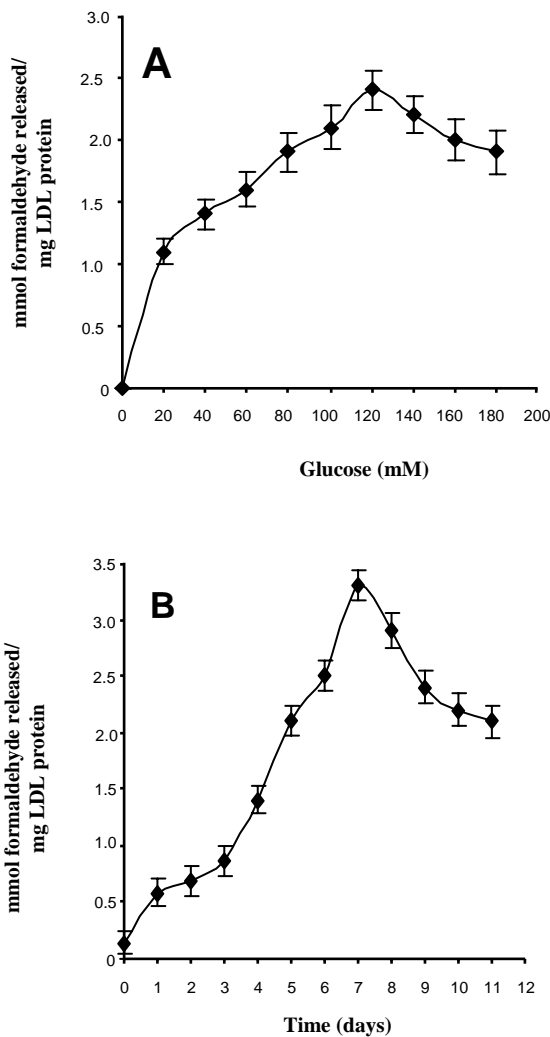 3.0
A
2.5
2.0
1.5
1.0
0.5
0
mmol formaldehyde released/
mg LDL protein
0 20 40 60 80 100 120 140 160 180 200
Glucose (mM)
3.5
B
3.0
2.5
2.0
1.5
1.0
0.5
0
mmol formaldehyde released/
mg LDL protein
0 1 2 3 4 5 6 7 8 9 10 11 12
Time (days)